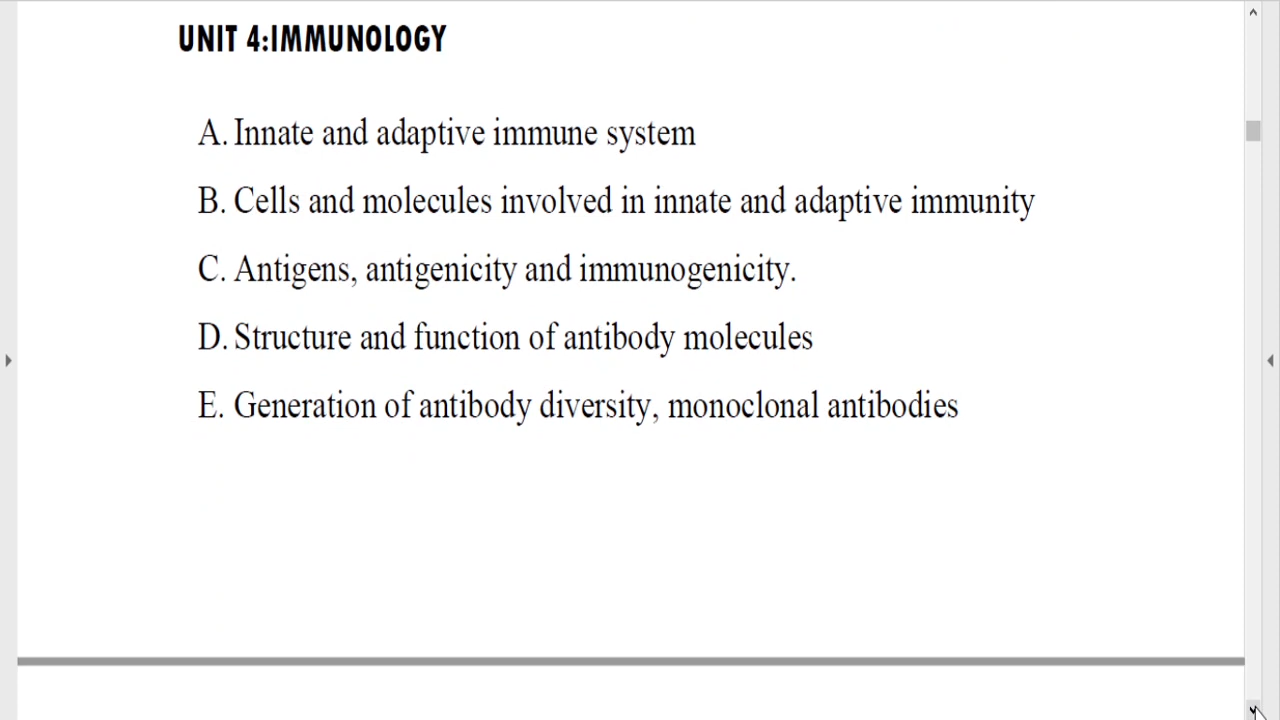 UNIT 4:IMMUNOLOGY
A. Innate and adaptive immune system
B. Cells and molecules involved in innate and adaptive immunity
C. Antigens, antigenicity and immunogenicity.
D. Structure and function of antibody molecules
E. Generation of antibody diversity, monoclonal antibodies